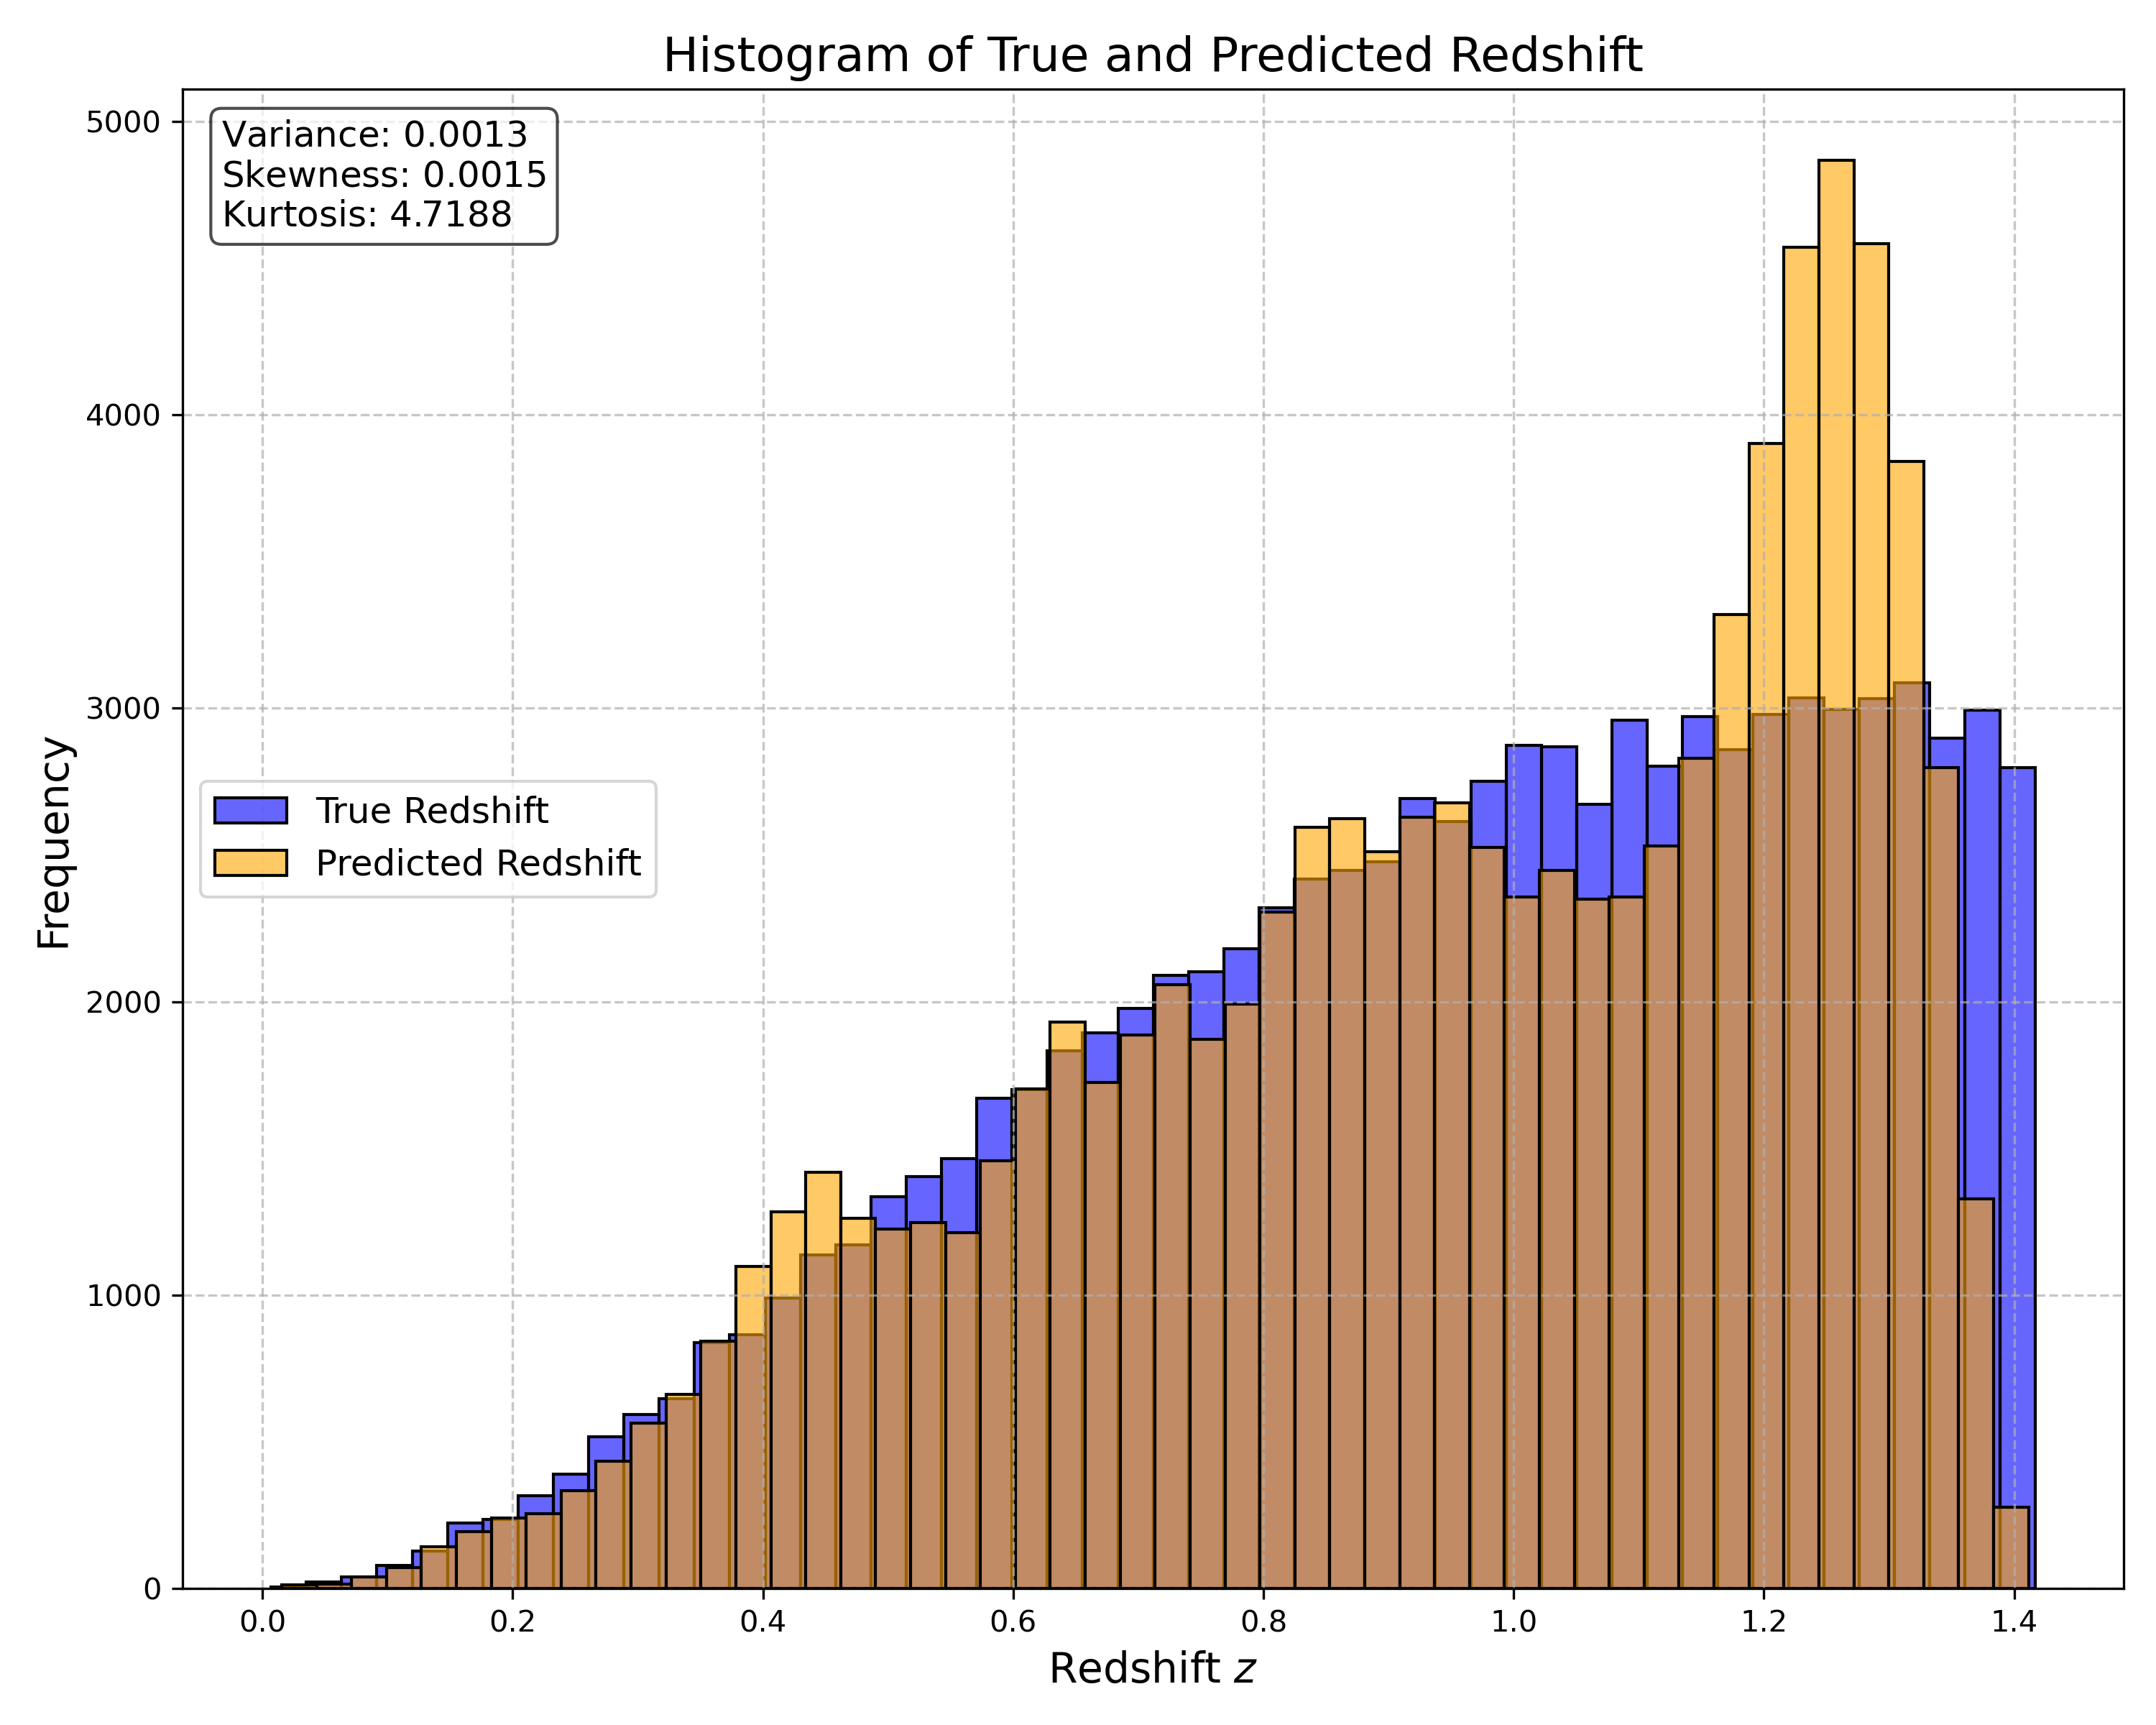 Histogram of True and Predicted Redshift
Variance: 0.0013
Skewness: 0.0015
Kurtosis: 4.7188
5000
4000
3000
2000
1000
0
Frequency
True Redshift
Predicted Redshift
0.0 0.2 0.4 0.6 0.8 1.0 1.2 1.4
Redshift z